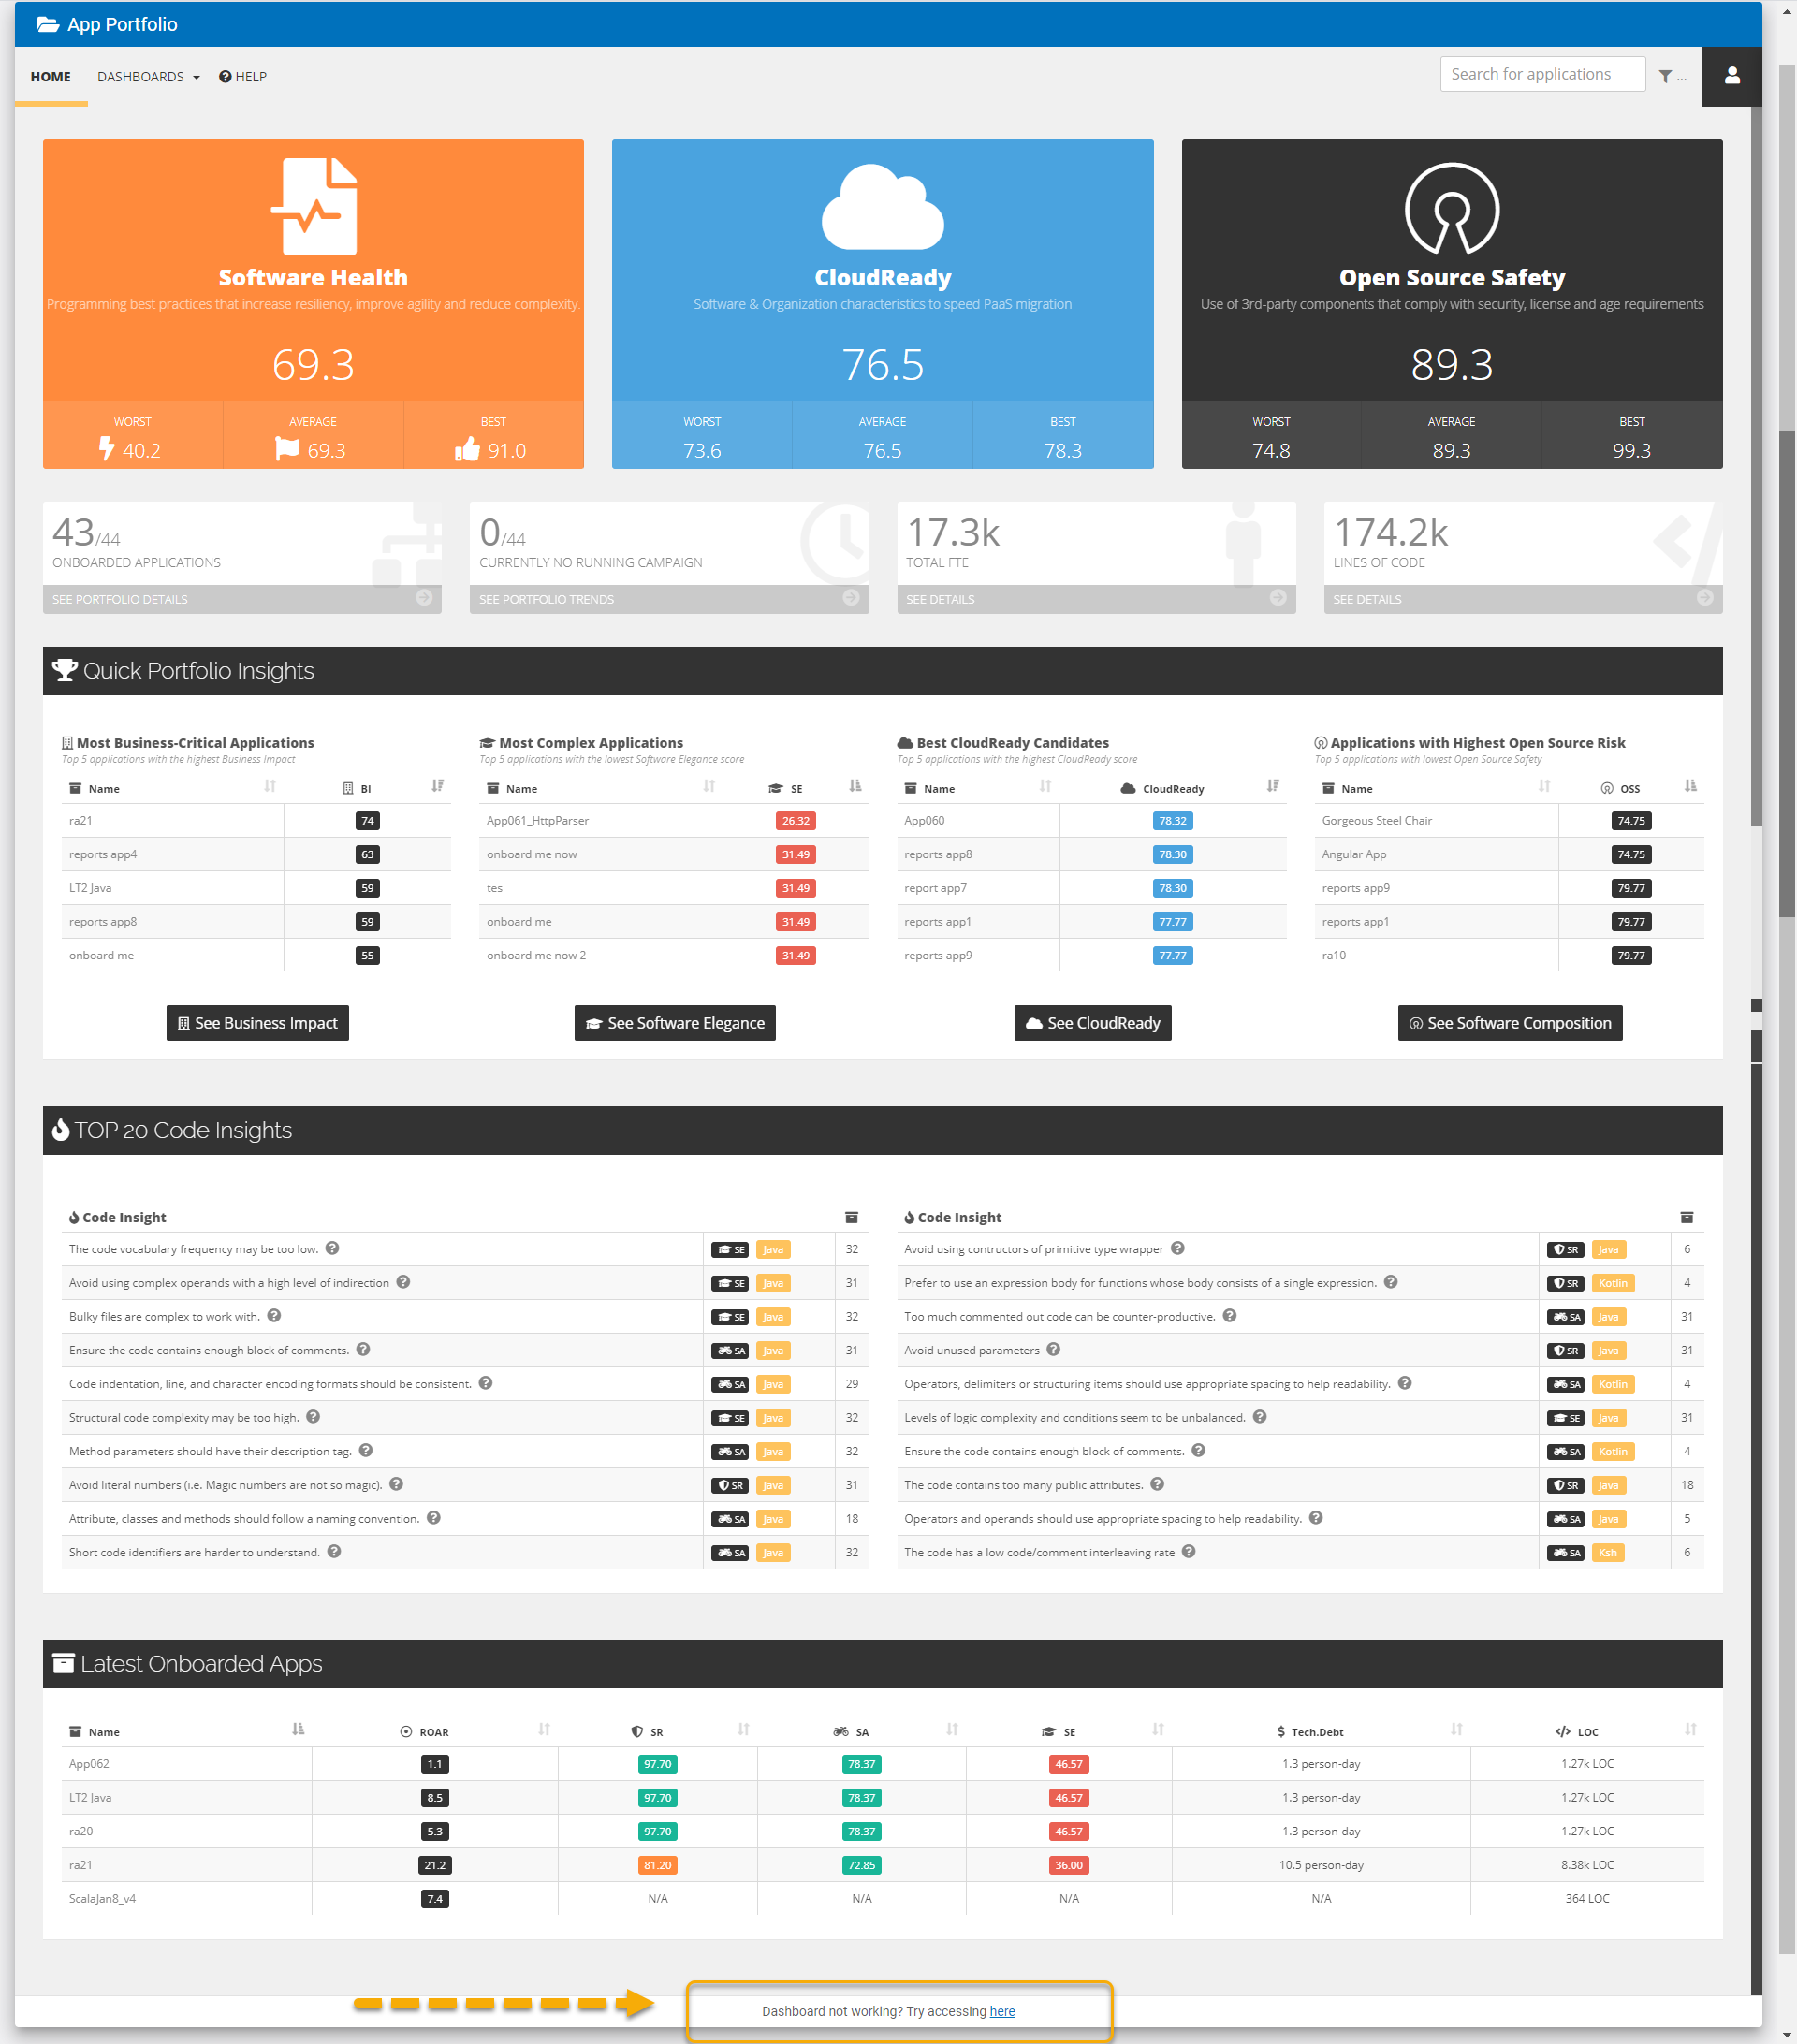 App Portfolio
HOME DASHBOARDS HELP
Search for applications ...
Software Health
Programming best practices that increase resiliency, improve agility and reduce complexity.
69.3
WORST AVERAGE BEST
40.2 69.3 91.0
CloudReady
Software & Organization characteristics to speed PaaS migration
76.5
WORST AVERAGE BEST
73.6 76.5 78.3
Open Source Safety
Use of 3rd-party components that comply with security, license and age requirements
89.3
WORST AVERAGE BEST
74.8 89.3 99.3
43/44
ONBOARDED APPLICATIONS
SEE PORTFOLIO DETAILS
0/44
CURRENTLY NO RUNNING CAMPAIGN
SEE PORTFOLIO TRENDS
17.3k
TOTAL FTE
SEE DETAILS
174.2k
LINES OF CODE
SEE DETAILS
Quick Portfolio Insights
Most Business-Critical Applications
Top 5 applications with the highest Business Impact
Name BI
ra21 74
reports app4 63
LT2 Java 59
reports app8 59
onboard me 55
See Business Impact
Most Complex Applications
Top 5 applications with the lowest Software Elegance score
Name SE
App061_HttpParser 26.32
onboard me now 31.49
tes 31.49
onboard me 31.49
onboard me now 2 31.49
See Software Elegance
Best CloudReady Candidates
Top 5 applications with the highest CloudReady score
Name CloudReady
App060 78.32
reports app8 78.30
report app7 78.30
reports app1 77.77
reports app9 77.77
See CloudReady
Applications with Highest Open Source Risk
Top 5 applications with lowest Open Source Safety
Name OSS
Gorgeous Steel Chair 74.75
Angular App 74.75
reports app9 79.77
reports app1 79.77
ra10 79.77
See Software Composition
TOP 20 Code Insights
Code Insight
The code vocabulary frequency may be too low. SE Java 32
Avoid using complex operands with a high level of indirection SE Java 31
Bulky files are complex to work with. SE Java 32
Ensure the code contains enough block of comments. SA Java 31
Code indentation, line, and character encoding formats should be consistent. SA Java 29
Structural code complexity may be too high. SE Java 32
Method parameters should have their description tag. SA Java 32
Avoid literal numbers (i.e. Magic numbers are not so magic). SR Java 31
Attribute, classes and methods should follow a naming convention. SA Java 18
Short code identifiers are harder to understand. SA Java 32
Code Insight
Avoid using contructors of primitive type wrapper SR Java 6
Prefer to use an expression body for functions whose body consists of a single expression. SR Kotlin 4
Too much commented out code can be counter-productive. SA Java 31
Avoid unused parameters SR Java 31
Operators, delimiters or structuring items should use appropriate spacing to help readability. SA Kotlin 4
Levels of logic complexity and conditions seem to be unbalanced. SE Java 31
Ensure the code contains enough block of comments. SA Kotlin 4
The code contains too many public attributes. SR Java 18
Operators and operands should use appropriate spacing to help readability. SA Java 5
The code has a low code/comment interleaving rate SA Ksh 6
Latest Onboarded Apps
Name ROAR SR SA SE Tech.Debt LOC
App062 1.1 97.70 78.37 46.57 1.3 person-day 1.27k LOC
LT2 Java 8.5 97.70 78.37 46.57 1.3 person-day 1.27k LOC
ra20 5.3 97.70 78.37 46.57 1.3 person-day 1.27k LOC
ra21 21.2 81.20 72.85 36.00 10.5 person-day 8.38k LOC
ScalaJan8_v4 7.4 N/A N/A N/A N/A 364 LOC
Dashboard not working? Try accessing here